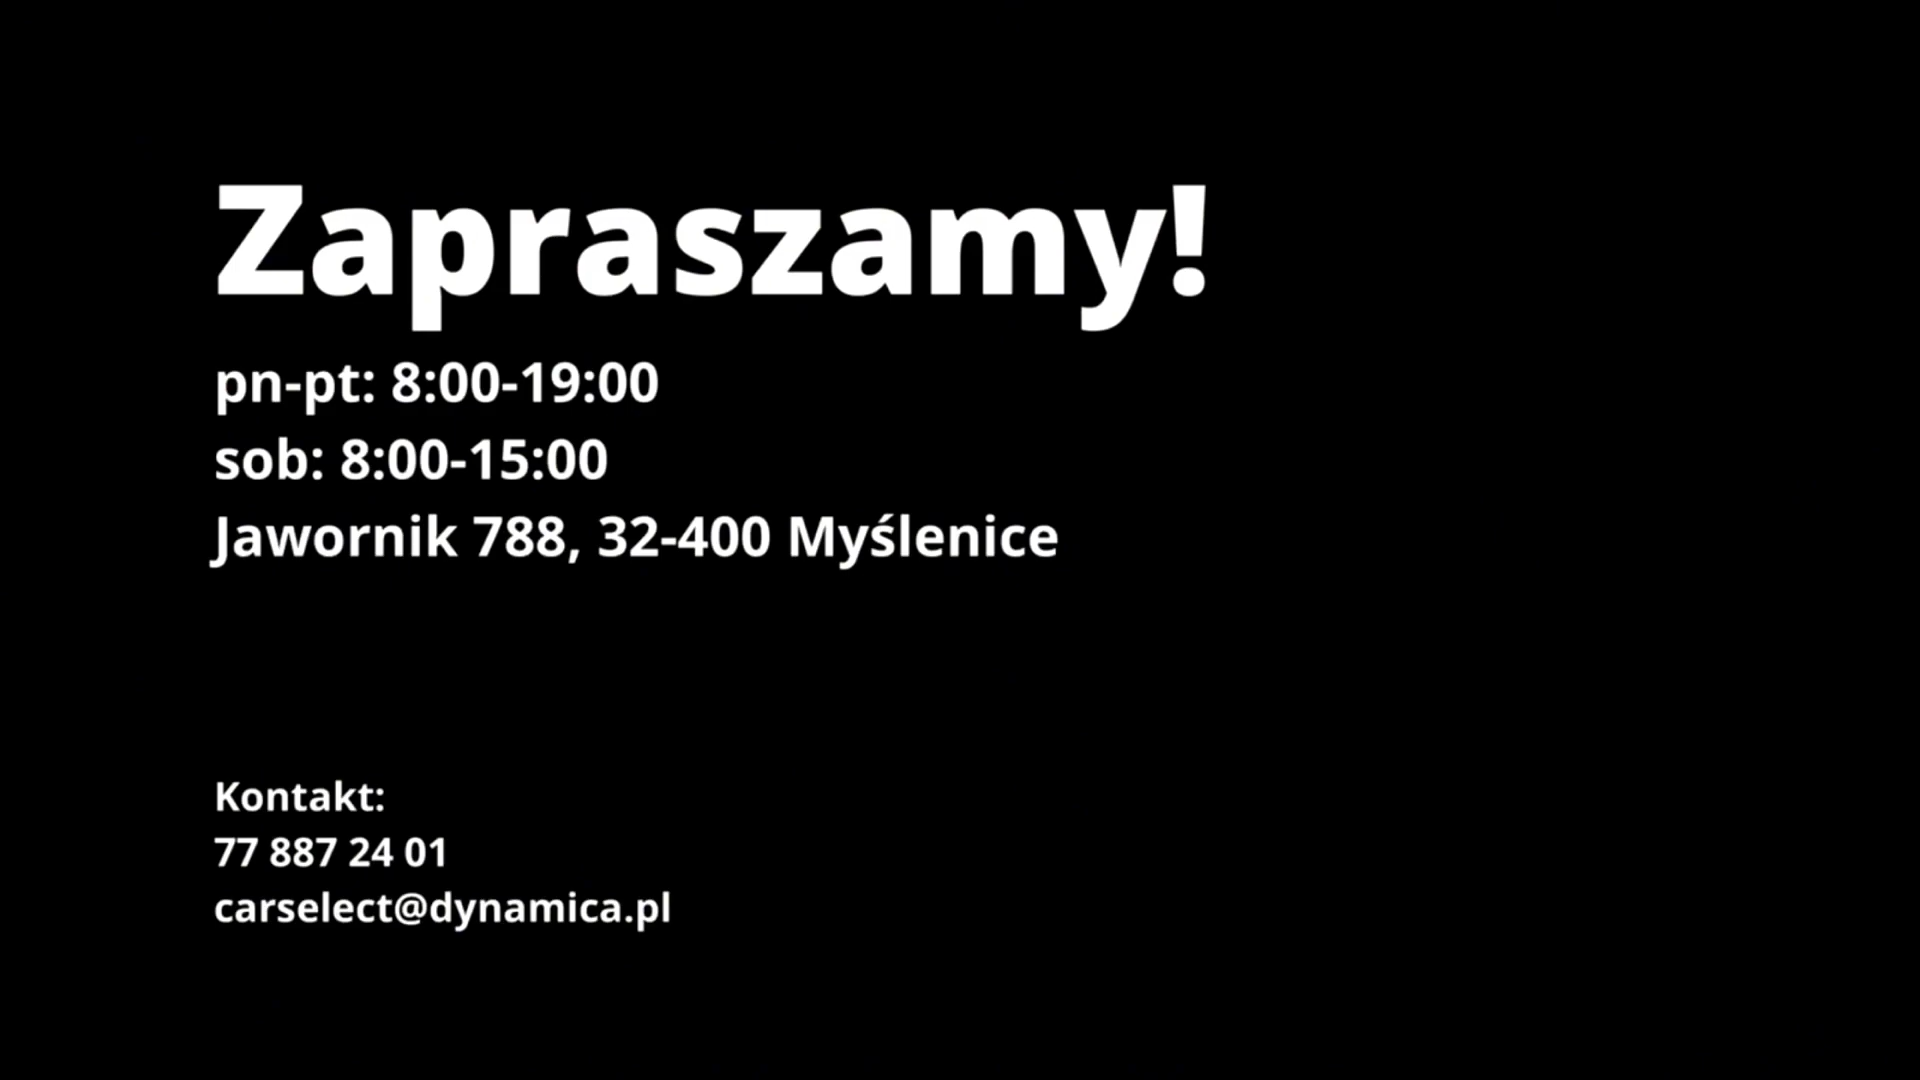 Zapraszamy!
pn-pt: 8:00-19:00
sob: 8:00-15:00
Jawornik 788, 32-400 Myślenice
Kontakt:
77 887 24 01
carselect@dynamica.pl